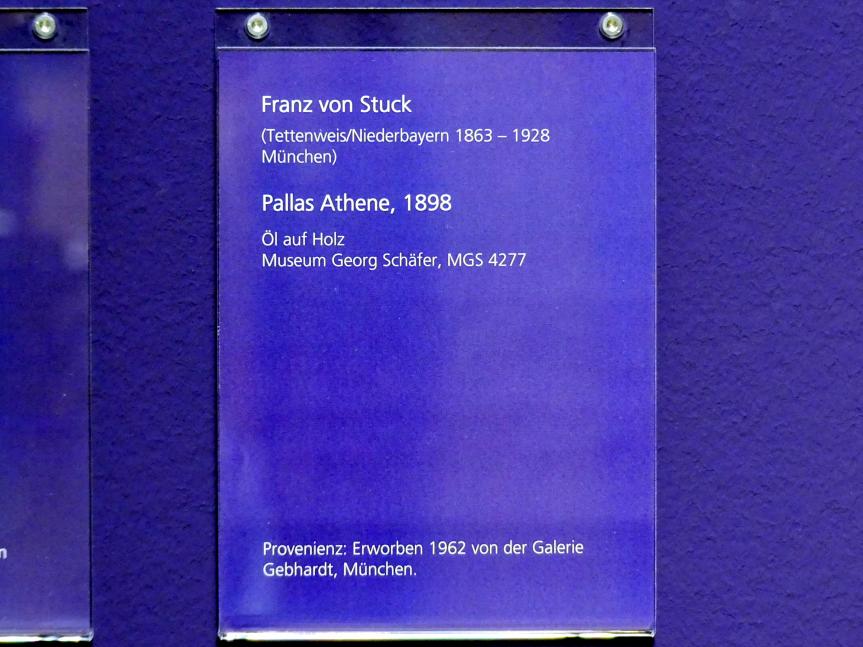 Franz von Stuck
(Tettenweis/Niederbayern 1863 – 1928
München)
Pallas Athene, 1898
Öl auf Holz
Museum Georg Schäfer, MGS 4277
Provenienz: Erworben 1962 von der Galerie
Gebhardt, München.